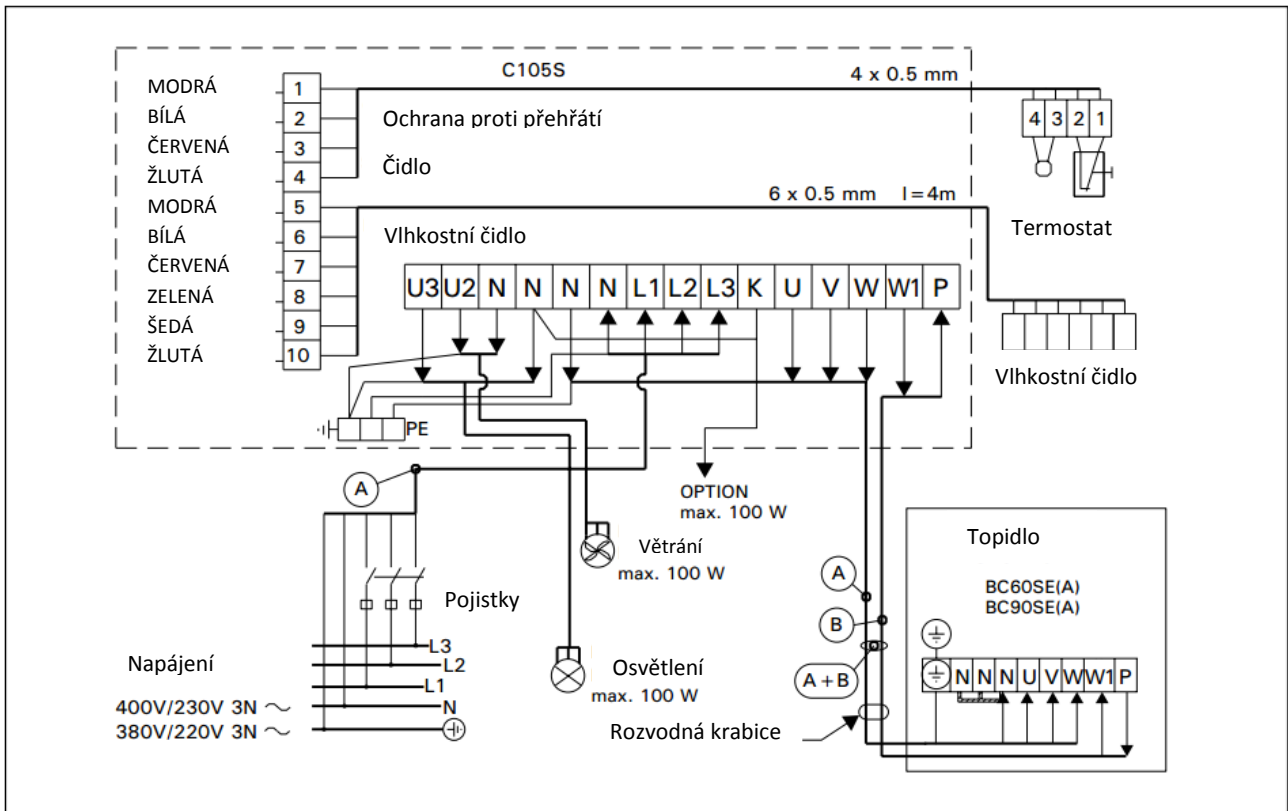 C105S
4 x 0.5 mm
MODRÁ 1
BÍLÁ 2
ČERVENÁ 3
ŽLUTÁ 4
MODRÁ 5
BÍLÁ 6
ČERVENÁ 7
ZELENÁ 8
ŠEDÁ 9
ŽLUTÁ 10
Ochrana proti přehřátí
Čidlo
4 3 2 1
Termostat
6 x 0.5 mm l = 4m
Vlhkostní čidlo
Vlhkostní čidlo
U3 U2 N N N N L1 L2 L3 K U V W W1 P
PE
A
OPTION
max. 100 W
Větrání
max. 100 W
Pojistky
Osvětlení
max. 100 W
Napájení
400V/230V 3N ~
380V/220V 3N ~
L3
L2
L1
N
A
B
A + B
Rozvodná krabice
Topidlo
BC60SE(A)
BC90SE(A)
N N N U V W W1 P